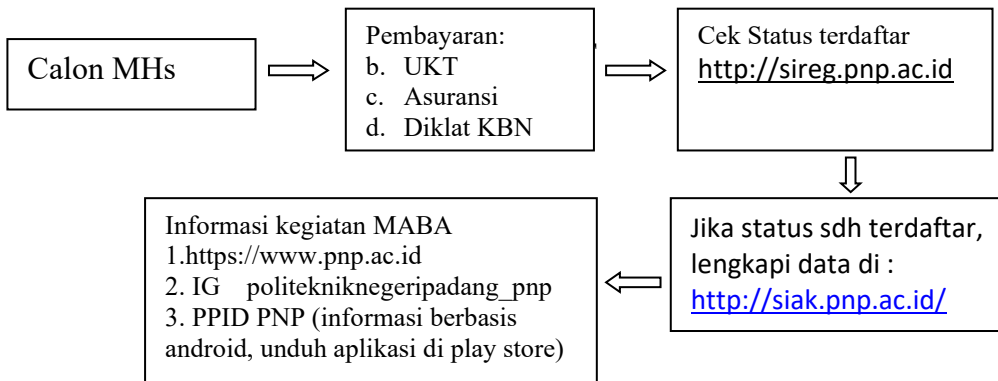 Calon MHs
Pembayaran:
b. UKT
c. Asuransi
d. Diklat KBN
Cek Status terdaftar
http://sireg.pnp.ac.id
Jika status sdh terdaftar,
lengkapi data di :
http://siak.pnp.ac.id/
Informasi kegiatan MABA
1.https://www.pnp.ac.id
2. IG politekniknegeripadang_pnp
3. PPID PNP (informasi berbasis
android, unduh aplikasi di play store)